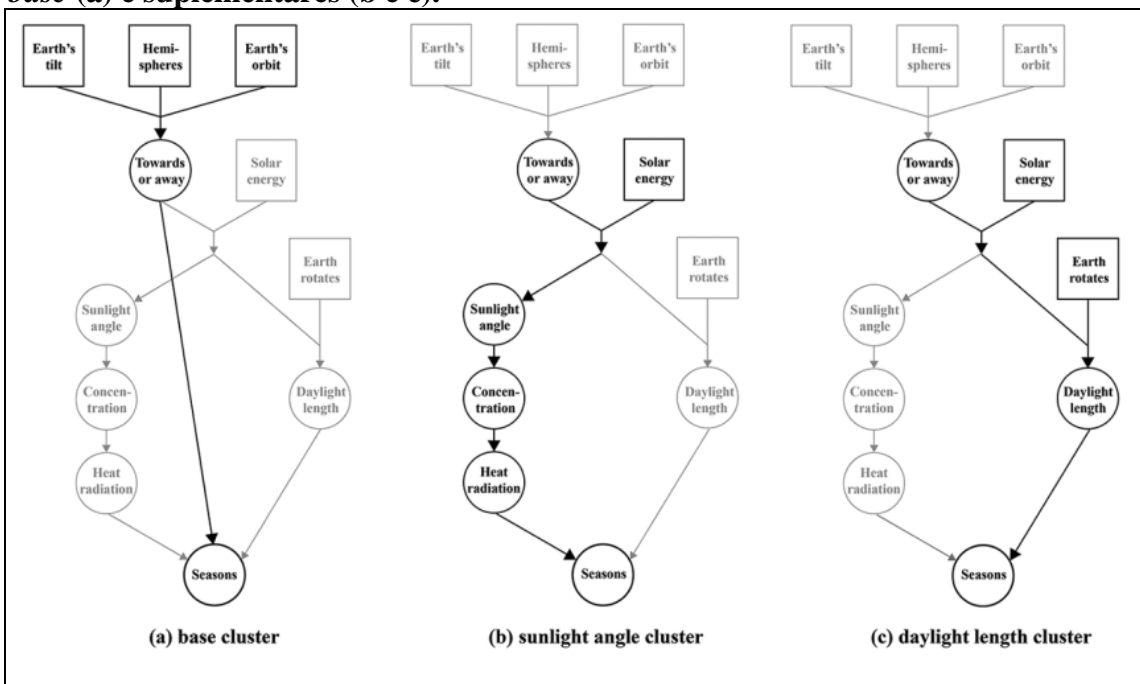 base (a) e suplementares (b e c).
Earth's
tilt
Hemi-
spheres
Earth's
orbit
Towards
or away
Solar
energy
Earth
rotates
Sunlight
angle
Concen-
tration
Daylight
length
Heat
radiation
Seasons
(a) base cluster
Earth's
tilt
Hemi-
spheres
Earth's
orbit
Towards
or away
Solar
energy
Earth
rotates
Sunlight
angle
Concen-
tration
Daylight
length
Heat
radiation
Seasons
(b) sunlight angle cluster
Earth's
tilt
Hemi-
spheres
Earth's
orbit
Towards
or away
Solar
energy
Earth
rotates
Sunlight
angle
Concen-
tration
Daylight
length
Heat
radiation
Seasons
(c) daylight length cluster